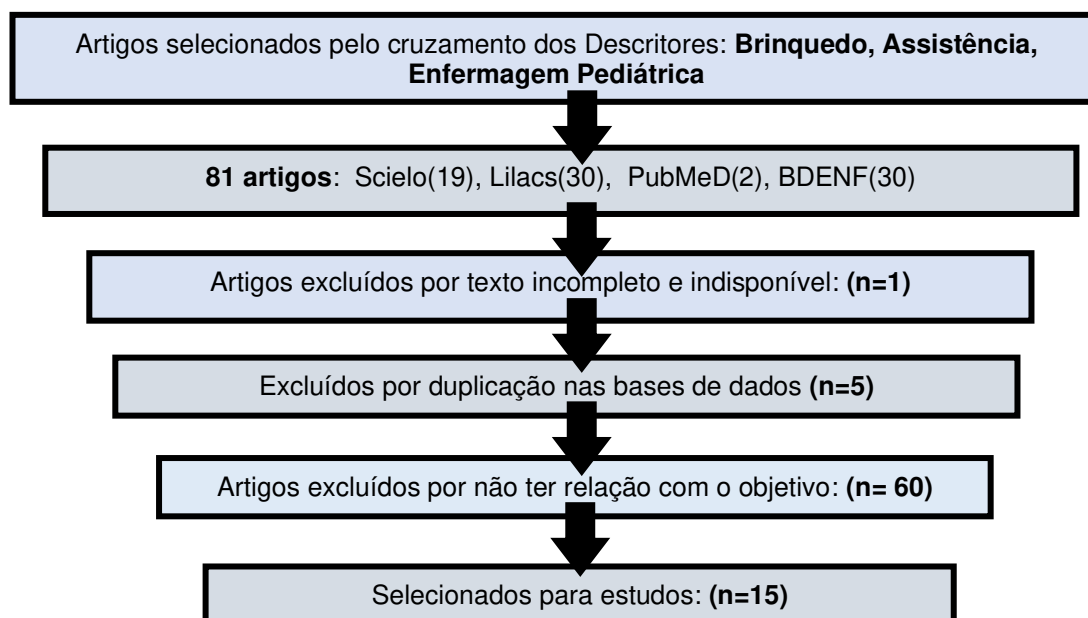 Artigos selecionados pelo cruzamento dos Descritores: Brinquedo, Assistência,
Enfermagem Pediátrica
81 artigos: Scielo(19), Lilacs(30), PubMeD(2), BDENF(30)
Artigos excluídos por texto incompleto e indisponível: (n=1)
Excluídos por duplicação nas bases de dados (n=5)
Artigos excluídos por não ter relação com o objetivo: (n= 60)
Selecionados para estudos: (n=15)